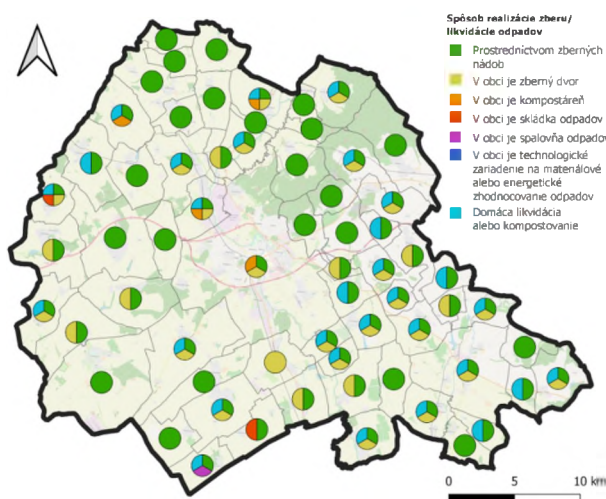 Spôsob realizácie zberu/
likvidácie odpadov
Prostredníctvom zberných
nádob
V obci je zberný dvor
V obci je kompostáreň
V obci je skládka odpadov
V obci je spaľovňa odpadov
V obci je technologické
zariadenie na materiálové
alebo energetické
zhodnocovanie odpadov
Domáca likvidácia
alebo kompostovanie
0 5 10 km